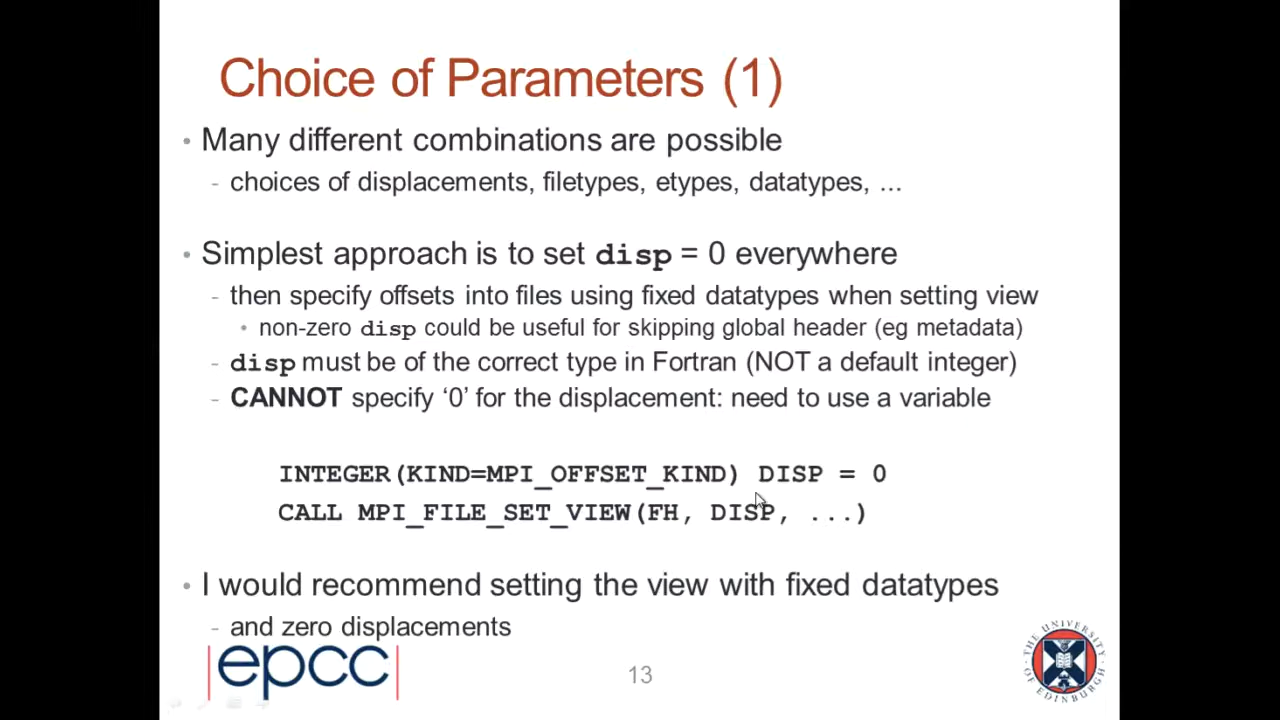 Choice of Parameters (1)
• Many different combinations are possible
- choices of displacements, filetypes, etypes, datatypes, ...
• Simplest approach is to set disp = 0 everywhere
- then specify offsets into files using fixed datatypes when setting view
• non-zero disp could be useful for skipping global header (eg metadata)
- disp must be of the correct type in Fortran (NOT a default integer)
- CANNOT specify ‘0’ for the displacement: need to use a variable
INTEGER(KIND=MPI_OFFSET_KIND) DISP = 0
CALL MPI_FILE_SET_VIEW(FH, DISP, ...)
• I would recommend setting the view with fixed datatypes
- and zero displacements
epcc
13
THE UNIVERSITY OF EDINBURGH